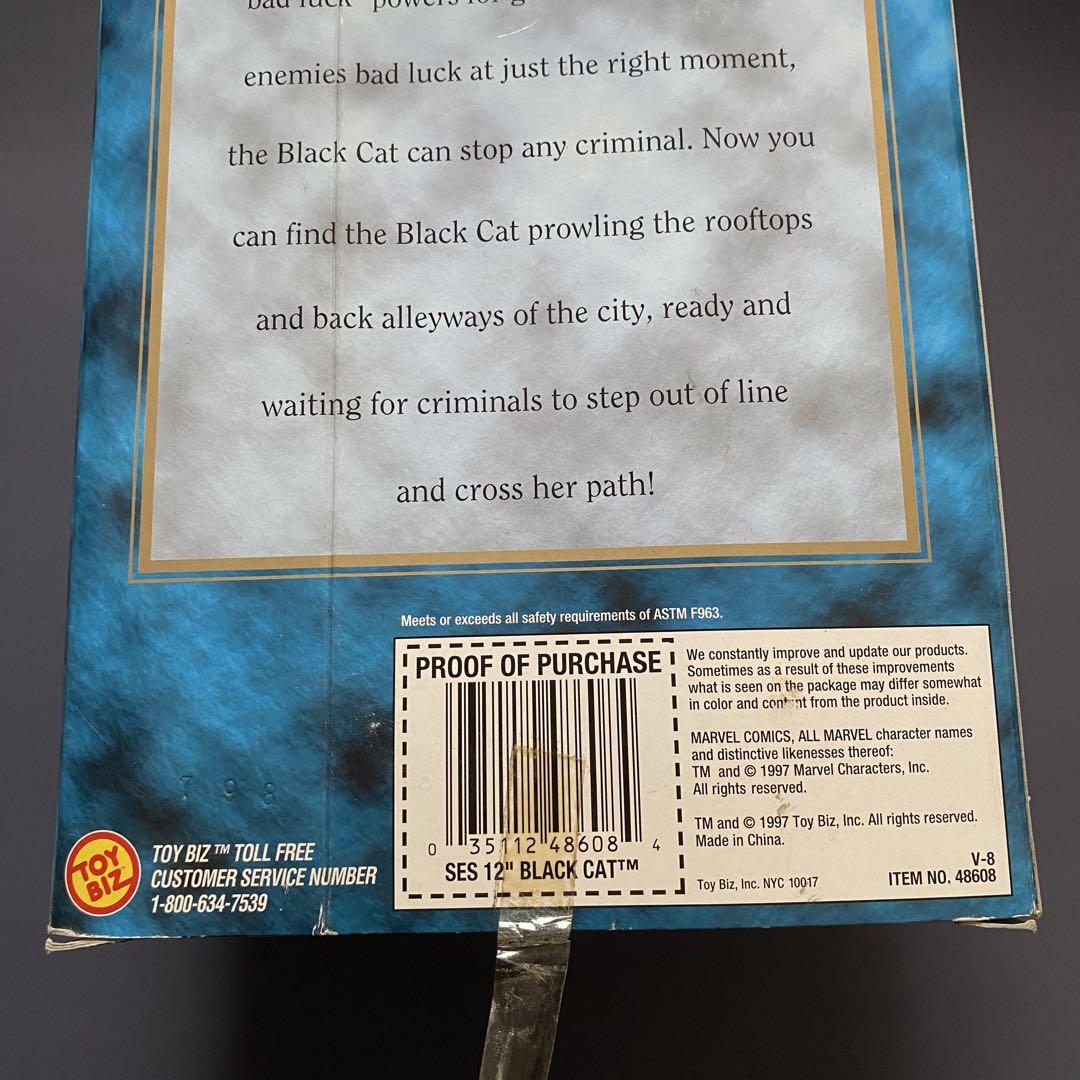 enemies bad luck at just the right moment,
the Black Cat can stop any criminal. Now you
can find the Black Cat prowling the rooftops
and back alleyways of the city, ready and
waiting for criminals to step out of line
and cross her path!
Meets or exceeds all safety requirements of ASTM F963.
PROOF OF PURCHASE
0 35112 48608 4
SES 12" BLACK CAT™
We constantly improve and update our products.
Sometimes as a result of these improvements
what is seen on the package may differ somewhat
in color and content from the product inside.
MARVEL COMICS, ALL MARVEL character names
and distinctive likenesses thereof:
TM and © 1997 Marvel Characters, Inc.
All rights reserved.
TM and © 1997 Toy Biz, Inc. All rights reserved.
Made in China.
Toy Biz, Inc. NYC 10017
V-8
ITEM NO. 48608
798
TOY BIZ
TOY BIZ™ TOLL FREE
CUSTOMER SERVICE NUMBER
1-800-634-7539